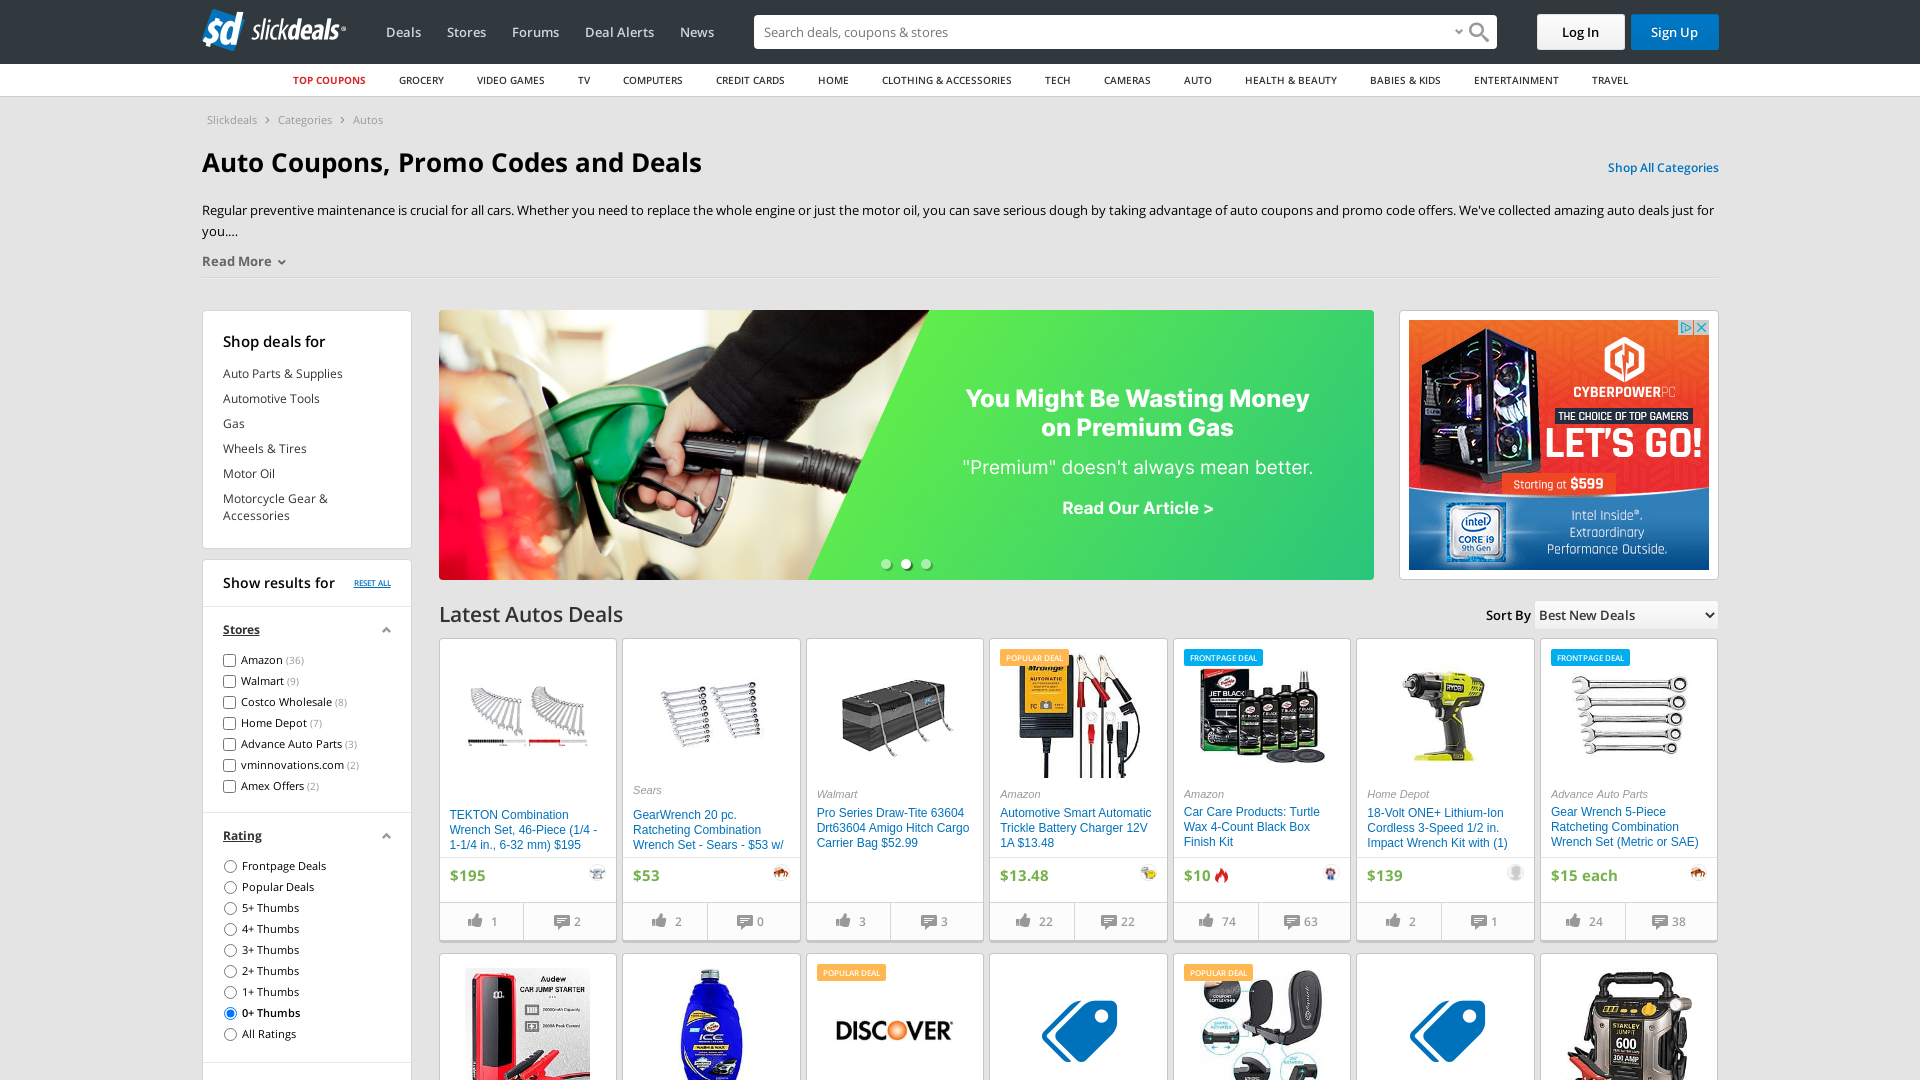 slickdeals
Deals
Stores
Forums
Deal Alerts
News
Search deals, coupons & stores
Log In
Sign Up
TOP COUPONS
GROCERY
VIDEO GAMES
TV
COMPUTERS
CREDIT CARDS
HOME
CLOTHING & ACCESSORIES
TECH
CAMERAS
AUTO
HEALTH & BEAUTY
BABIES & KIDS
ENTERTAINMENT
TRAVEL
Slickdeals > Categories > Autos
Auto Coupons, Promo Codes and Deals
Shop All Categories
Regular preventive maintenance is crucial for all cars. Whether you need to replace the whole engine or just the motor oil, you can save serious dough by taking advantage of auto coupons and promo code offers. We've collected amazing auto deals just for
you....
Read More
Shop deals for
Auto Parts & Supplies
Automotive Tools
Gas
Wheels & Tires
Motor Oil
Motorcycle Gear &
Accessories
Show results for
RESET ALL
Stores
Amazon (36)
Walmart (9)
Costco Wholesale (8)
Home Depot (7)
Advance Auto Parts (3)
vminnovations.com (2)
Amex Offers (2)
Rating
Frontpage Deals
Popular Deals
5+ Thumbs
4+ Thumbs
3+ Thumbs
2+ Thumbs
1+ Thumbs
0+ Thumbs
All Ratings
You Might Be Wasting Money
on Premium Gas
"Premium" doesn't always mean better.
Read Our Article >
CYBERPOWERPC
THE CHOICE OF TOP GAMERS
LET'S GO!
Starting at $599
intel
CORE i9
9th Gen
Intel Inside®.
Extraordinary
Performance Outside.
Latest Autos Deals
Sort By
Best New Deals
TEKTON Combination
Wrench Set, 46-Piece (1/4 -
1-1/4 in., 6-32 mm) $195
$195
1
2
Sears
GearWrench 20 pc.
Ratcheting Combination
Wrench Set - Sears - $53 w/
$53
2
0
Walmart
Pro Series Draw-Tite 63604
Drt63604 Amigo Hitch Cargo
Carrier Bag $52.99
3
3
POPULAR DEAL
AUTOMATIC
Amazon
Automotive Smart Automatic
Trickle Battery Charger 12V
1A $13.48
$13.48
22
22
FRONTPAGE DEAL
JET BLACK
Amazon
Car Care Products: Turtle
Wax 4-Count Black Box
Finish Kit
$10
74
63
RYOBI
Home Depot
18-Volt ONE+ Lithium-Ion
Cordless 3-Speed 1/2 in.
Impact Wrench Kit with (1)
$139
2
1
FRONTPAGE DEAL
Advance Auto Parts
Gear Wrench 5-Piece
Ratcheting Combination
Wrench Set (Metric or SAE)
$15 each
24
38
Audew
CAR JUMP STARTER
ICE
POPULAR DEAL
DISCOVER
POPULAR DEAL
STANLEY
JUMPIT
600
300 AMP